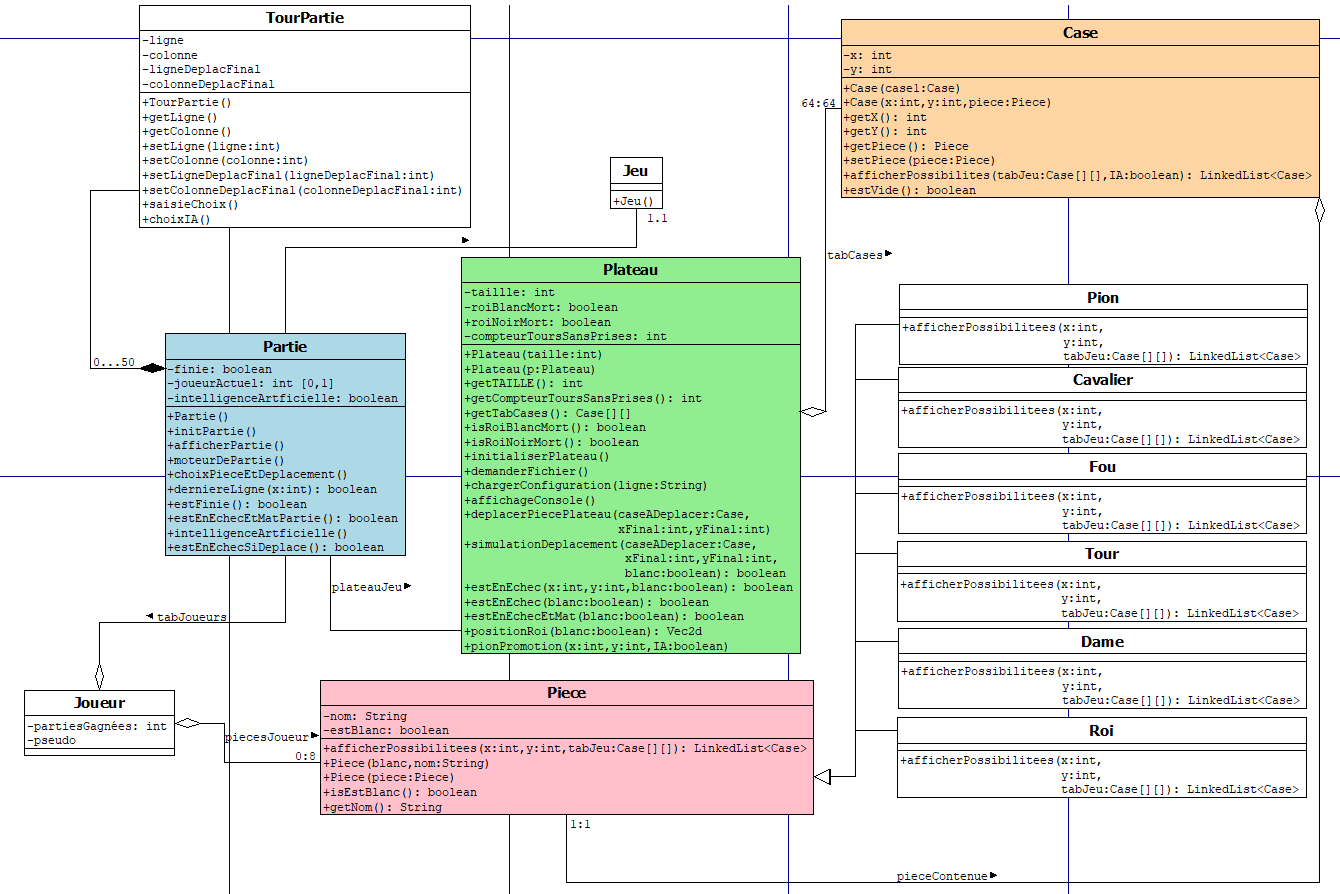 TourPartie
-ligne
-colonne
-ligneDeplacFinal
-colonneDeplacFinal
+TourPartie()
+getLigne()
+getColonne()
+setLigne(ligne:int)
+setColonne(colonne:int)
+setLigneDeplacFinal(ligneDeplacFinal:int)
+setColonneDeplacFinal(colonneDeplacFinal:int)
+saisieChoix()
+choixIA()
Jeu
+Jeu()
1.1
Case
-x: int
-y: int
+Case(case1:Case)
+Case(x:int,y:int,piece:Piece)
+getX(): int
+getY(): int
+getPiece(): Piece
+setPiece(piece:Piece)
+afficherPossibilites(tabJeu:Case[][],IA:boolean): LinkedList<Case>
+estVide(): boolean
64:64
tabCases
Partie
-finie: boolean
-joueurActuel: int [0,1]
-intelligenceArtficielle: boolean
+Partie()
+initPartie()
+afficherPartie()
+moteurDePartie()
+choixPieceEtDeplacement()
+derniereLigne(x:int): boolean
+estFinie(): boolean
+estEnEchecEtMatPartie(): boolean
+intelligenceArtficielle()
+estEnEchecSiDeplace(): boolean
0...50
Plateau
-taillle: int
-roiBlancMort: boolean
+roiNoirMort: boolean
-compteurToursSansPrises: int
+Plateau(taille:int)
+Plateau(p:Plateau)
+getTAILLE(): int
+getCompteurToursSansPrises(): int
+getTabCases(): Case[][]
+isRoiBlancMort(): boolean
+isRoiNoirMort(): boolean
+initialiserPlateau()
+demanderFichier()
+chargerConfiguration(ligne:String)
+affichageConsole()
+deplacerPiecePlateau(caseADeplacer:Case,
xFinal:int,yFinal:int)
+simulationDeplacement(caseADeplacer:Case,
xFinal:int,yFinal:int,
blanc:boolean): boolean
+estEnEchec(x:int,y:int,blanc:boolean): boolean
+estEnEchec(blanc:boolean): boolean
+estEnEchecEtMat(blanc:boolean): boolean
+positionRoi(blanc:boolean): Vec2d
+pionPromotion(x:int,y:int,IA:boolean)
plateauJeu
tabJoueurs
Joueur
-partiesGagnées: int
-pseudo
piecesJoueur
0:8
Piece
-nom: String
-estBlanc: boolean
+afficherPossibilitees(x:int,y:int,tabJeu:Case[][]): LinkedList<Case>
+Piece(blanc,nom:String)
+Piece(piece:Piece)
+isEstBlanc(): boolean
+getNom(): String
1:1
pieceContenue
Pion
+afficherPossibilitees(x:int,
y:int,
tabJeu:Case[][]): LinkedList<Case>
Cavalier
+afficherPossibilitees(x:int,
y:int,
tabJeu:Case[][]): LinkedList<Case>
Fou
+afficherPossibilitees(x:int,
y:int,
tabJeu:Case[][]): LinkedList<Case>
Tour
+afficherPossibilitees(x:int,
y:int,
tabJeu:Case[][]): LinkedList<Case>
Dame
+afficherPossibilitees(x:int,
y:int,
tabJeu:Case[][]): LinkedList<Case>
Roi
+afficherPossibilitees(x:int,
y:int,
tabJeu:Case[][]): LinkedList<Case>